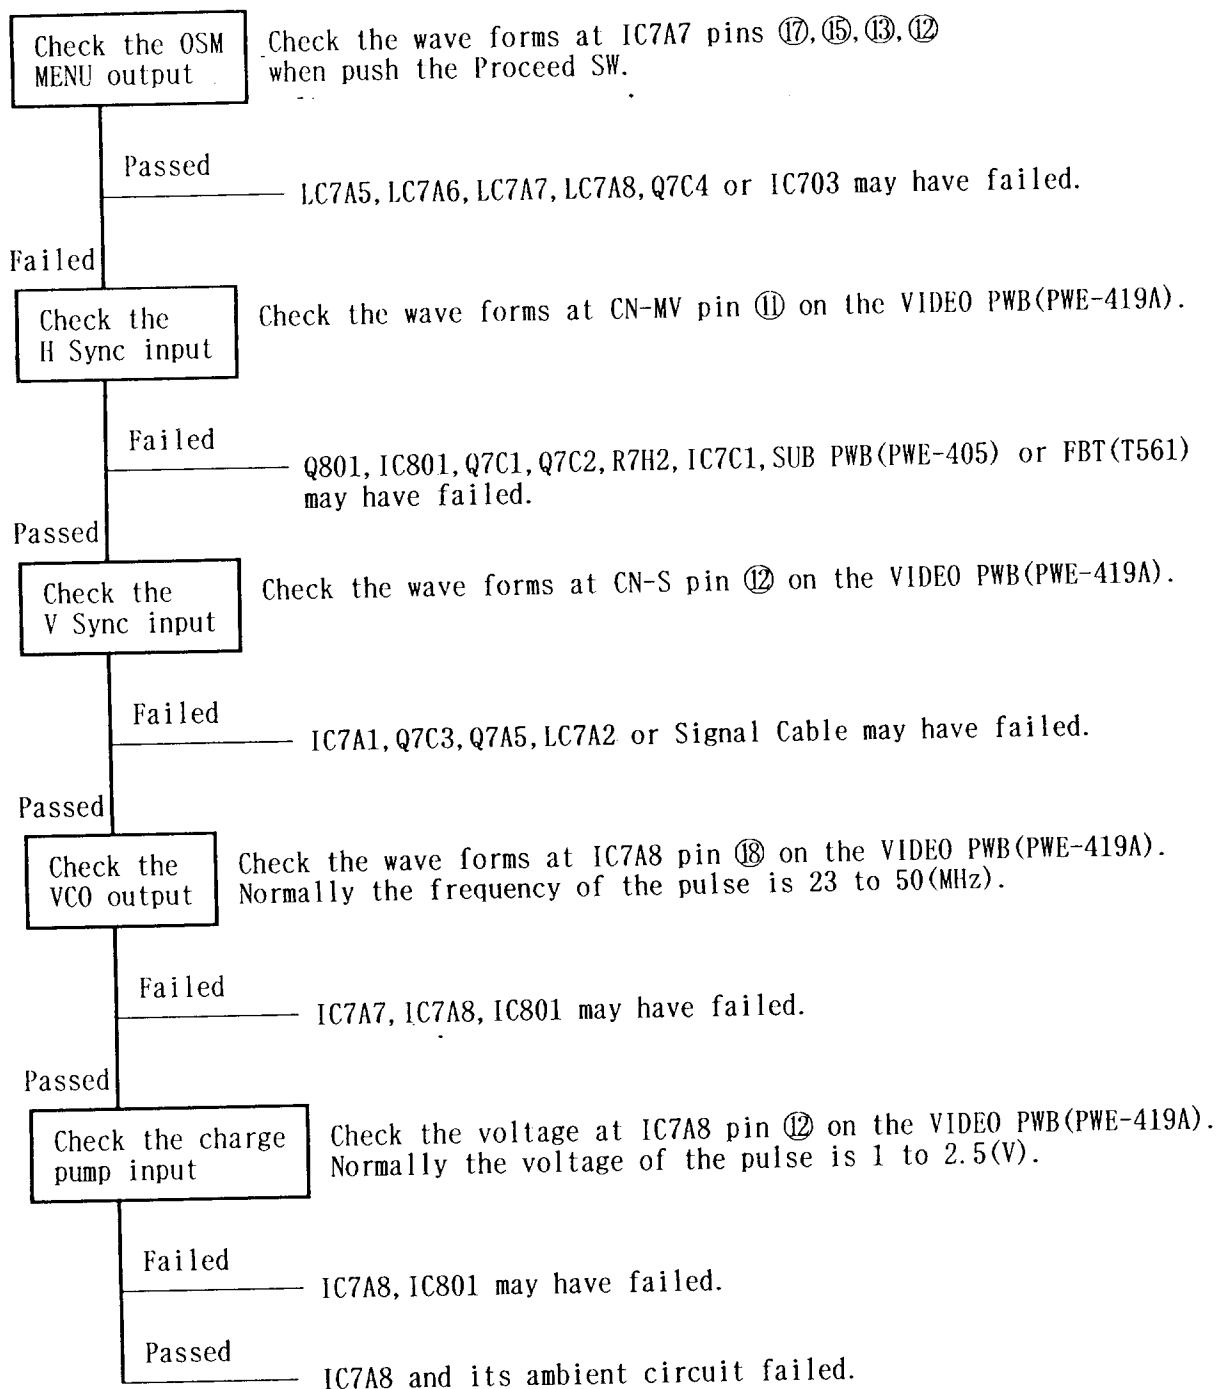 Check the OSM
MENU output
Check the wave forms at IC7A7 pins ⑰, ⑮, ⑬, ⑫
when push the Proceed SW.
Passed
LC7A5, LC7A6, LC7A7, LC7A8, Q7C4 or IC703 may have failed.
Failed
Check the
H Sync input
Check the wave forms at CN-MV pin ⑪ on the VIDEO PWB(PWE-419A).
Failed
Q801, IC801, Q7C1, Q7C2, R7H2, IC7C1, SUB PWB(PWE-405) or FBT(T561)
may have failed.
Passed
Check the
V Sync input
Check the wave forms at CN-S pin ⑫ on the VIDEO PWB(PWE-419A).
Failed
IC7A1, Q7C3, Q7A5, LC7A2 or Signal Cable may have failed.
Passed
Check the
VCO output
Check the wave forms at IC7A8 pin ⑱ on the VIDEO PWB(PWE-419A).
Normally the frequency of the pulse is 23 to 50(MHz).
Failed
IC7A7, IC7A8, IC801 may have failed.
Passed
Check the charge
pump input
Check the voltage at IC7A8 pin ⑫ on the VIDEO PWB(PWE-419A).
Normally the voltage of the pulse is 1 to 2.5(V).
Failed
IC7A8, IC801 may have failed.
Passed
IC7A8 and its ambient circuit failed.